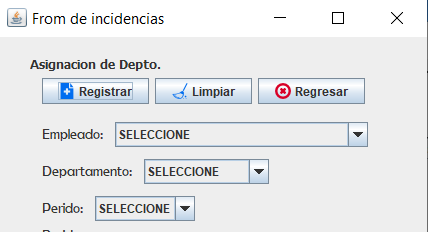 From de incidencias
Asignacion de Depto.
Registrar Limpiar Regresar
Empleado: SELECCIONE
Departamento: SELECCIONE
Perido: SELECCIONE